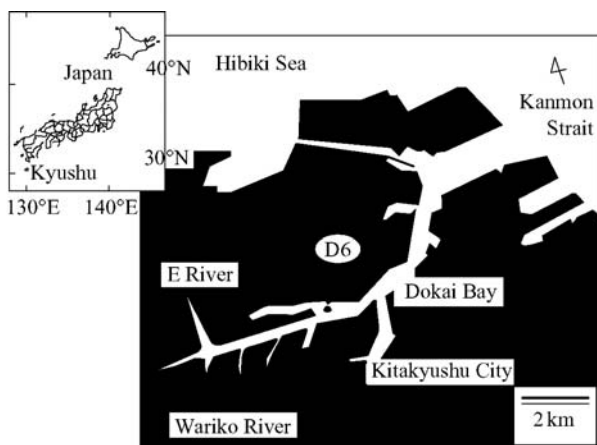 Japan
40°N
Hibiki Sea
Kanmon
Strait
30°N
Kyushu
130°E
140°E
D6
E River
Dokai Bay
Kitakyushu City
Wariko River
2 km